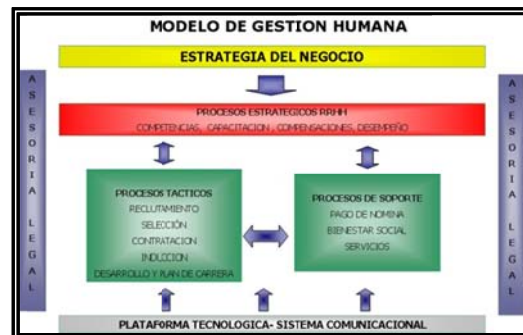 MODELO DE GESTION HUMANA
ESTRATEGIA DEL NEGOCIO
ASESORIA LEGAL
PROCESOS ESTRATEGICOS RRHH
COMPETENCIAS, CAPACITACION, COMPENSACIONES, DESEMPEÑO
PROCESOS TACTICOS
RECLUTAMIENTO
SELECCIÓN
CONTRATACION
INDUCCION
DESARROLLO Y PLAN DE CARRERA
PROCESOS DE SOPORTE
PAGO DE NOMINA
BIENESTAR SOCIAL
SERVICIOS
ASESORIA LEGAL
PLATAFORMA TECNOLOGICA- SISTEMA COMUNICACIONAL